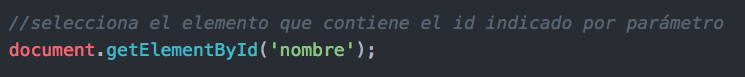 //selecciona el elemento que contiene el id indicado por parámetro
document.getElementById('nombre');